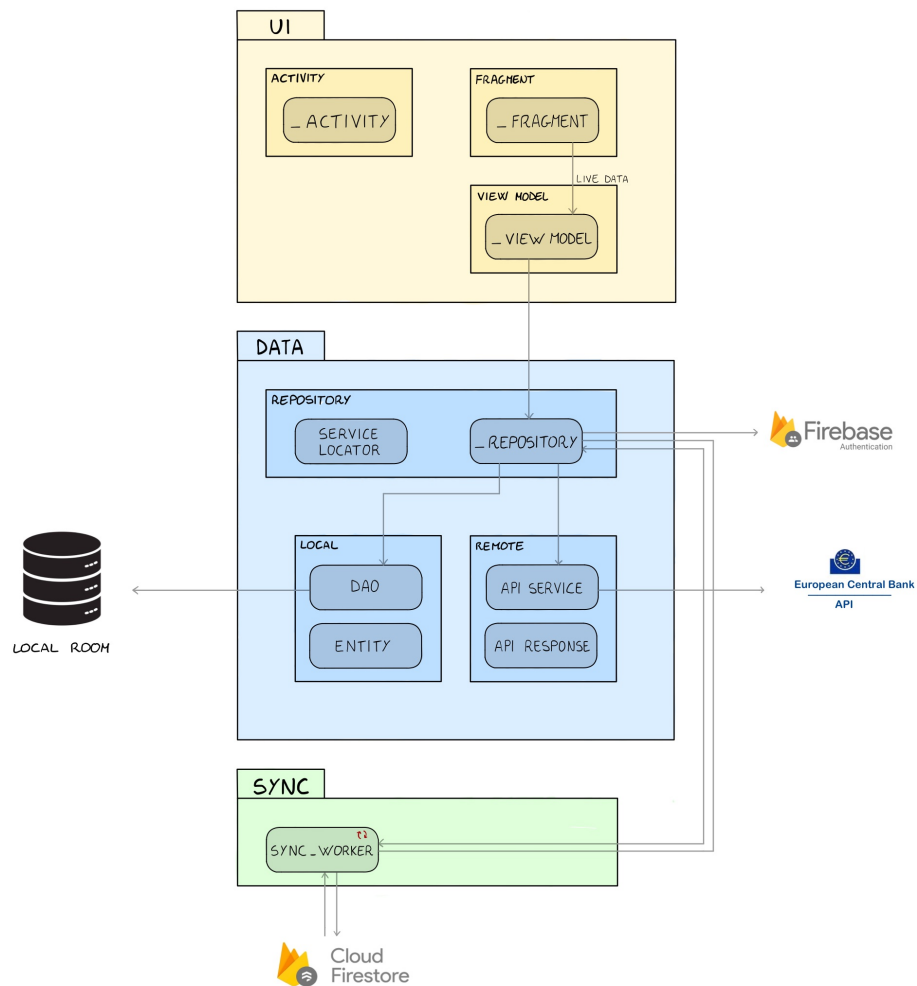 UI
ACTIVITY
_ ACTIVITY
FRAGMENT
_ FRAGMENT
LIVE DATA
VIEW MODEL
_ VIEW MODEL
DATA
REPOSITORY
SERVICE
LOCATOR
_ REPOSITORY
Firebase
Authentication
LOCAL
DAO
ENTITY
REMOTE
API SERVICE
API RESPONSE
LOCAL ROOM
European Central Bank
API
SYNC
SYNC_WORKER
Cloud
Firestore